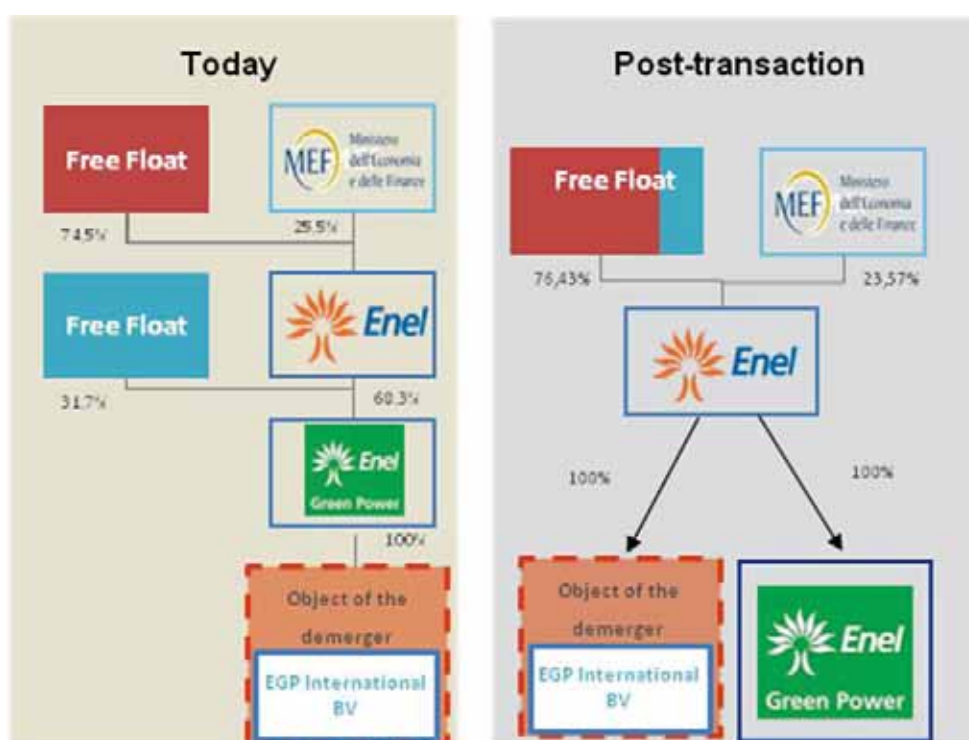 Today
Free Float
MEF
Ministero
dell'Economia
e delle Finanze
74.5%
25.5%
Free Float
Enel
31.7%
68.3%
Enel
Green Power
100%
Object of the
demerger
EGP International
BV
Post-transaction
Free Float
MEF
Ministero
dell'Economia
e delle Finanze
76,43%
23,57%
Enel
100%
100%
Object of the
demerger
EGP International
BV
Enel
Green Power